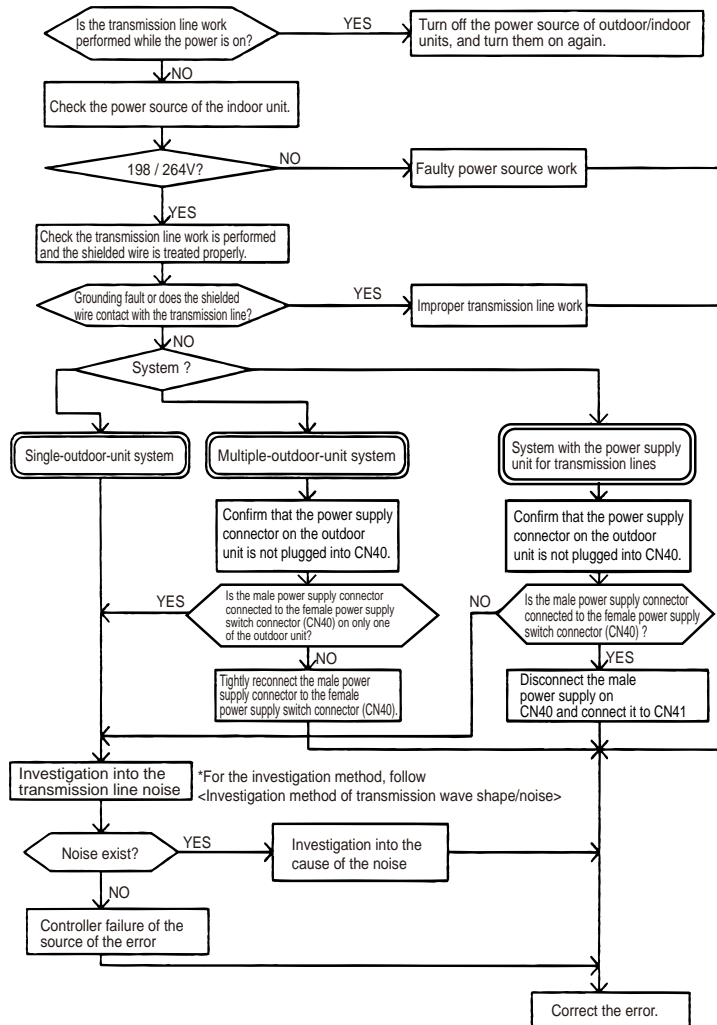 Is the transmission line work
performed while the power is on?
YES
Turn off the power source of outdoor/indoor
units, and turn them on again.
NO
Check the power source of the indoor unit.
198 / 264V?
NO
Faulty power source work
YES
Check the transmission line work is performed
and the shielded wire is treated properly.
Grounding fault or does the shielded
wire contact with the transmission line?
YES
Improper transmission line work
NO
System ?
Single-outdoor-unit system
Multiple-outdoor-unit system
System with the power supply
unit for transmission lines
Confirm that the power supply
connector on the outdoor
unit is not plugged into CN40.
Confirm that the power supply
connector on the outdoor
unit is not plugged into CN40.
YES
Is the male power supply connector
connected to the female power supply
switch connector (CN40) on only one
of the outdoor unit?
NO
Is the male power supply connector
connected to the female power supply
switch connector (CN40) ?
NO
YES
Tightly reconnect the male power
supply connector to the female
power supply switch connector (CN40).
Disconnect the male
power supply on
CN40 and connect it to CN41
Investigation into the
transmission line noise
*For the investigation method, follow
<Investigation method of transmission wave shape/noise>
Noise exist?
YES
Investigation into the
cause of the noise
NO
Controller failure of the
source of the error
Correct the error.